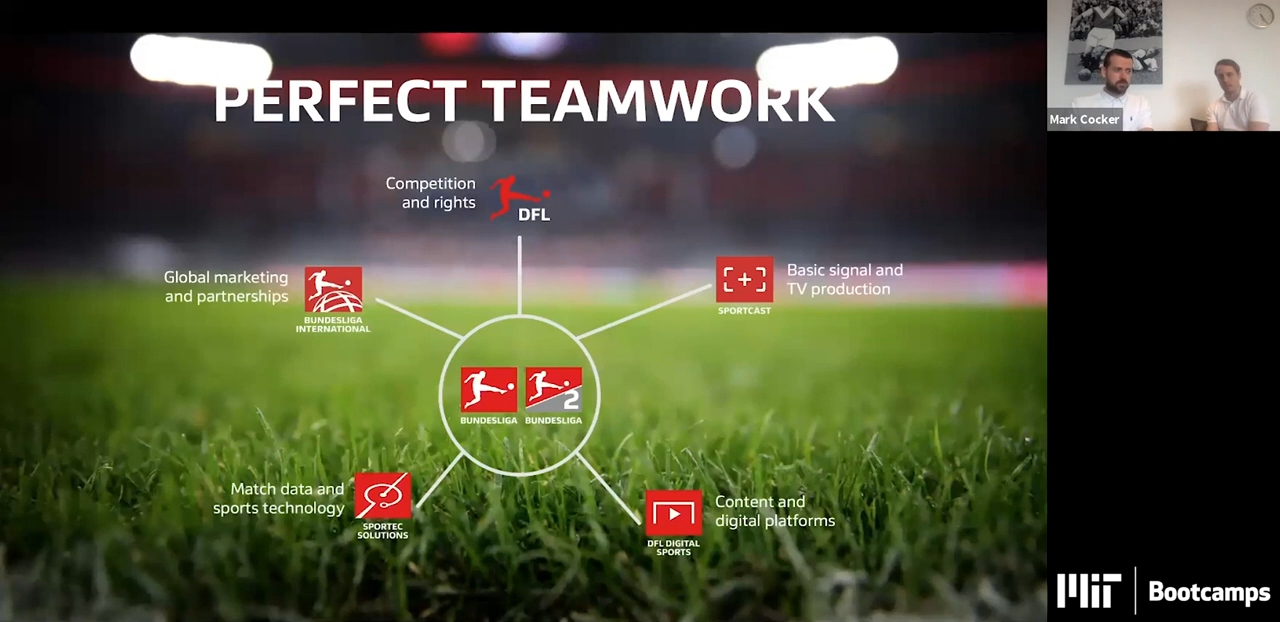 PERFECT TEAMWORK
Competition
and rights
DFL
Global marketing
and partnerships
BUNDESLIGA
INTERNATIONAL
Basic signal and
TV production
SPORTCAST
BUNDESLIGA
2
BUNDESLIGA
Match data and
sports technology
SPORTEC
SOLUTIONS
Content and
digital platforms
DFL DIGITAL
SPORTS
Mark Cocker
MIT
Bootcamps